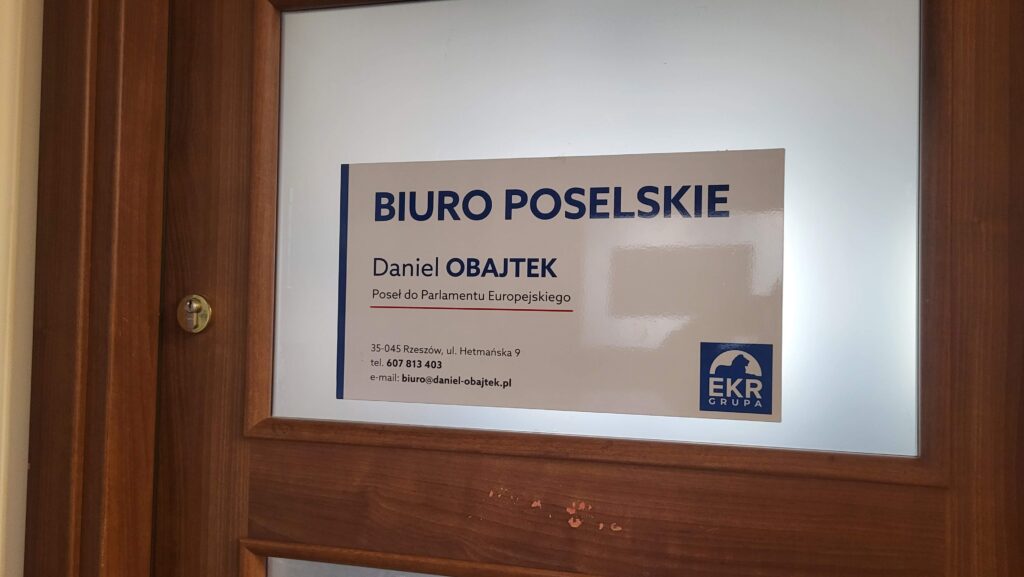 BIURO POSELSKIE
Daniel OBAJTEK
Poseł do Parlamentu Europejskiego
35-045 Rzeszów, ul. Hetmańska 9
tel. 607 813 403
e-mail: biuro@daniel-obajtek.pl
EKR
GRUPA